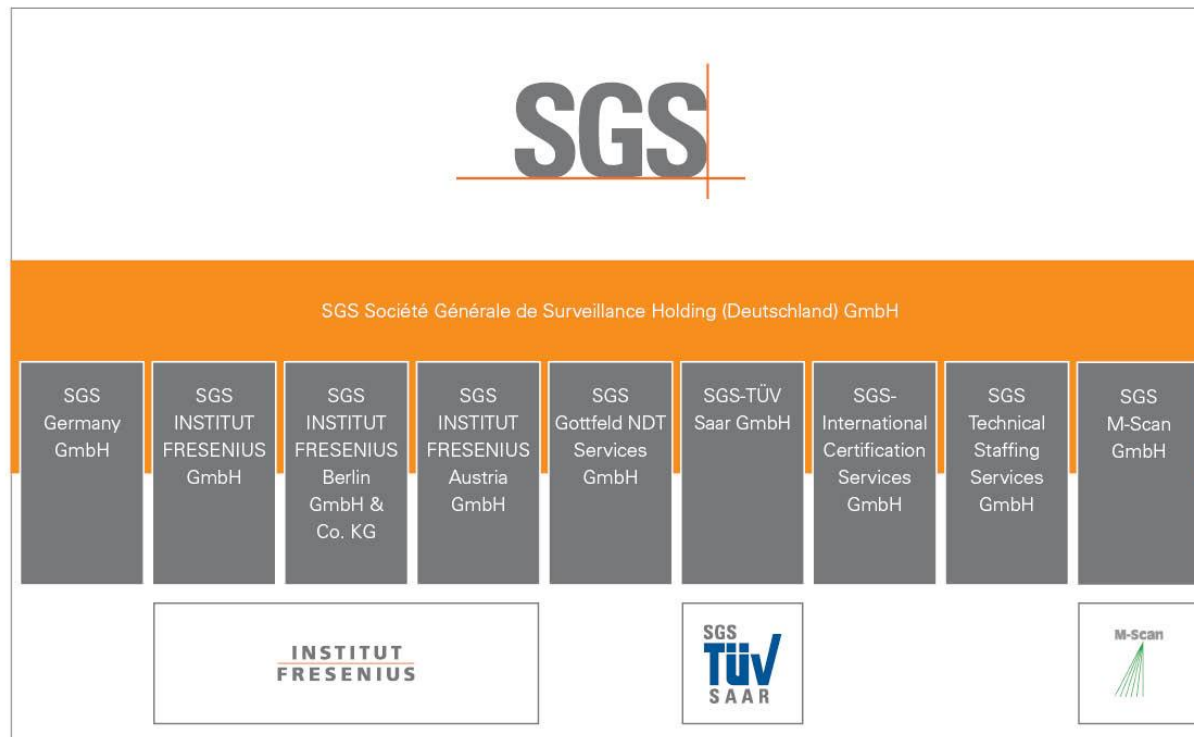 SGS
SGS Société Générale de Surveillance Holding (Deutschland) GmbH
SGS
Germany
GmbH
SGS
INSTITUT
FRESENIUS
GmbH
SGS
INSTITUT
FRESENIUS
Berlin
GmbH &
Co. KG
SGS
INSTITUT
FRESENIUS
Austria
GmbH
SGS
Gottfeld NDT
Services
GmbH
SGS-TÜV
Saar GmbH
SGS-
International
Certification
Services
GmbH
SGS
Technical
Staffing
Services
GmbH
SGS
M-Scan
GmbH
INSTITUT
FRESENIUS
SGS
TÜV
SAAR
M-Scan